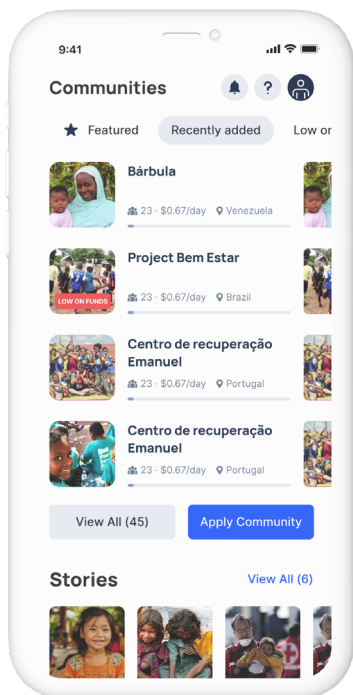 9:41
Communities
?
Featured
Recently added
Low or
Bárbula
23 · $0.67/day
Venezuela
Project Bem Estar
LOW ON FUNDS
23 · $0.67/day
Brazil
Centro de recuperação
Emanuel
23 · $0.67/day
Portugal
Centro de recuperação
Emanuel
23 · $0.67/day
Portugal
View All (45)
Apply Community
Stories
View All (6)